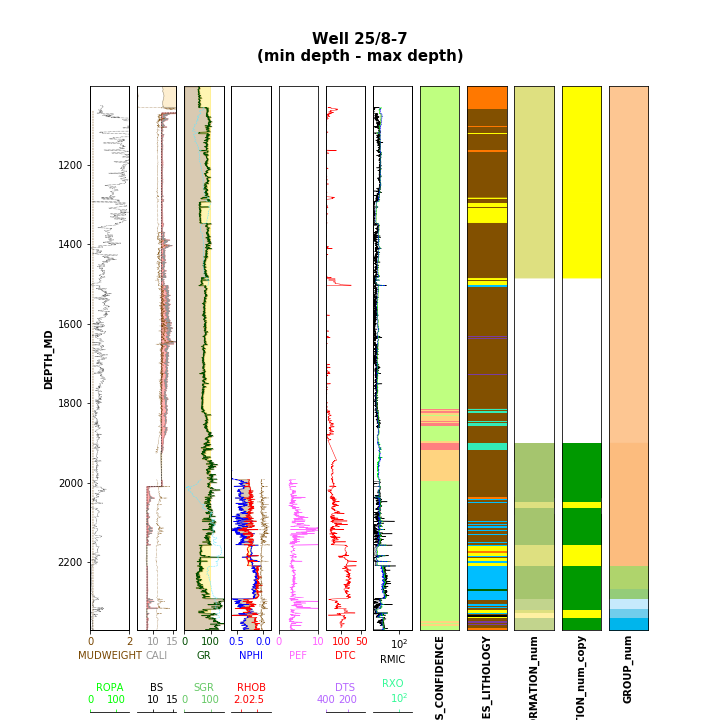 Well 25/8-7
(min depth - max depth)
DEPTH_MD
1200
1400
1600
1800
2000
2200
0 2 10 15 0 100 0.5 0.0 0 10 100 50 10²
MUDWEIGHT CALI GR NPHI PEF DTC RMIC
ROPA BS SGR RHOB DTS RXO
0 100 10 15 0 100 2.0 2.5 400 200 10²
S_CONFIDENCE
ES_LITHOLOGY
RMATION_num
TION_num_copy
GROUP_num